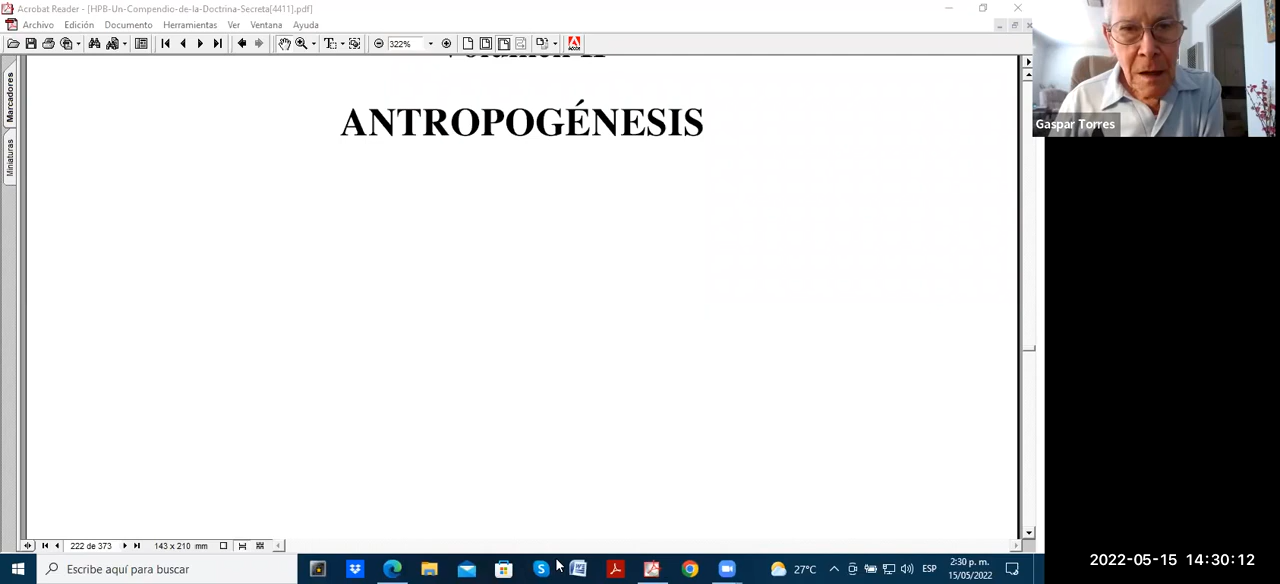 Acrobat Reader - [HPB-Un-Compendio-de-la-Doctrina-Secreta[4411].pdf]
Archivo Edición Documento Herramientas Ver Ventana Ayuda
322%
Volumen II
ANTROPOGÉNESIS
Marcadores
Miniaturas
Gaspar Torres
222 de 373
143 x 210 mm
Escribe aquí para buscar
27°C
ESP
2:30 p. m.
15/05/2022
2022-05-15 14:30:12